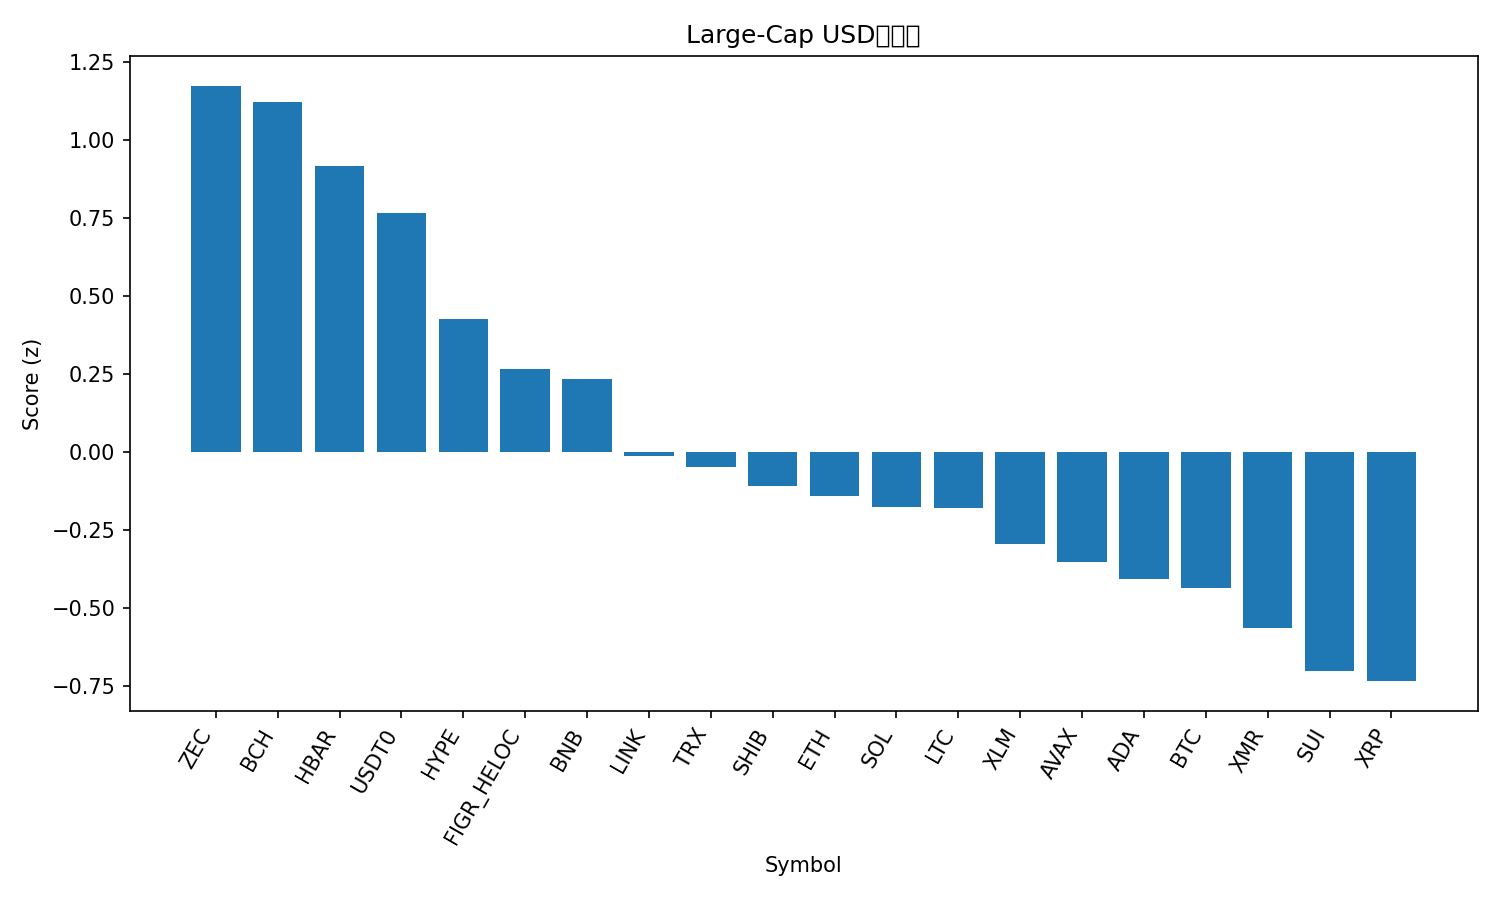 Large-Cap USD
1.25
1.00
0.75
0.50
0.25
0.00
−0.25
−0.50
−0.75
Score (z)
ZEC
BCH
HBAR
USDT0
HYPE
FIGR_HELOC
BNB
LINK
TRX
SHIB
ETH
SOL
LTC
XLM
AVAX
ADA
BTC
XMR
SUI
XRP
Symbol